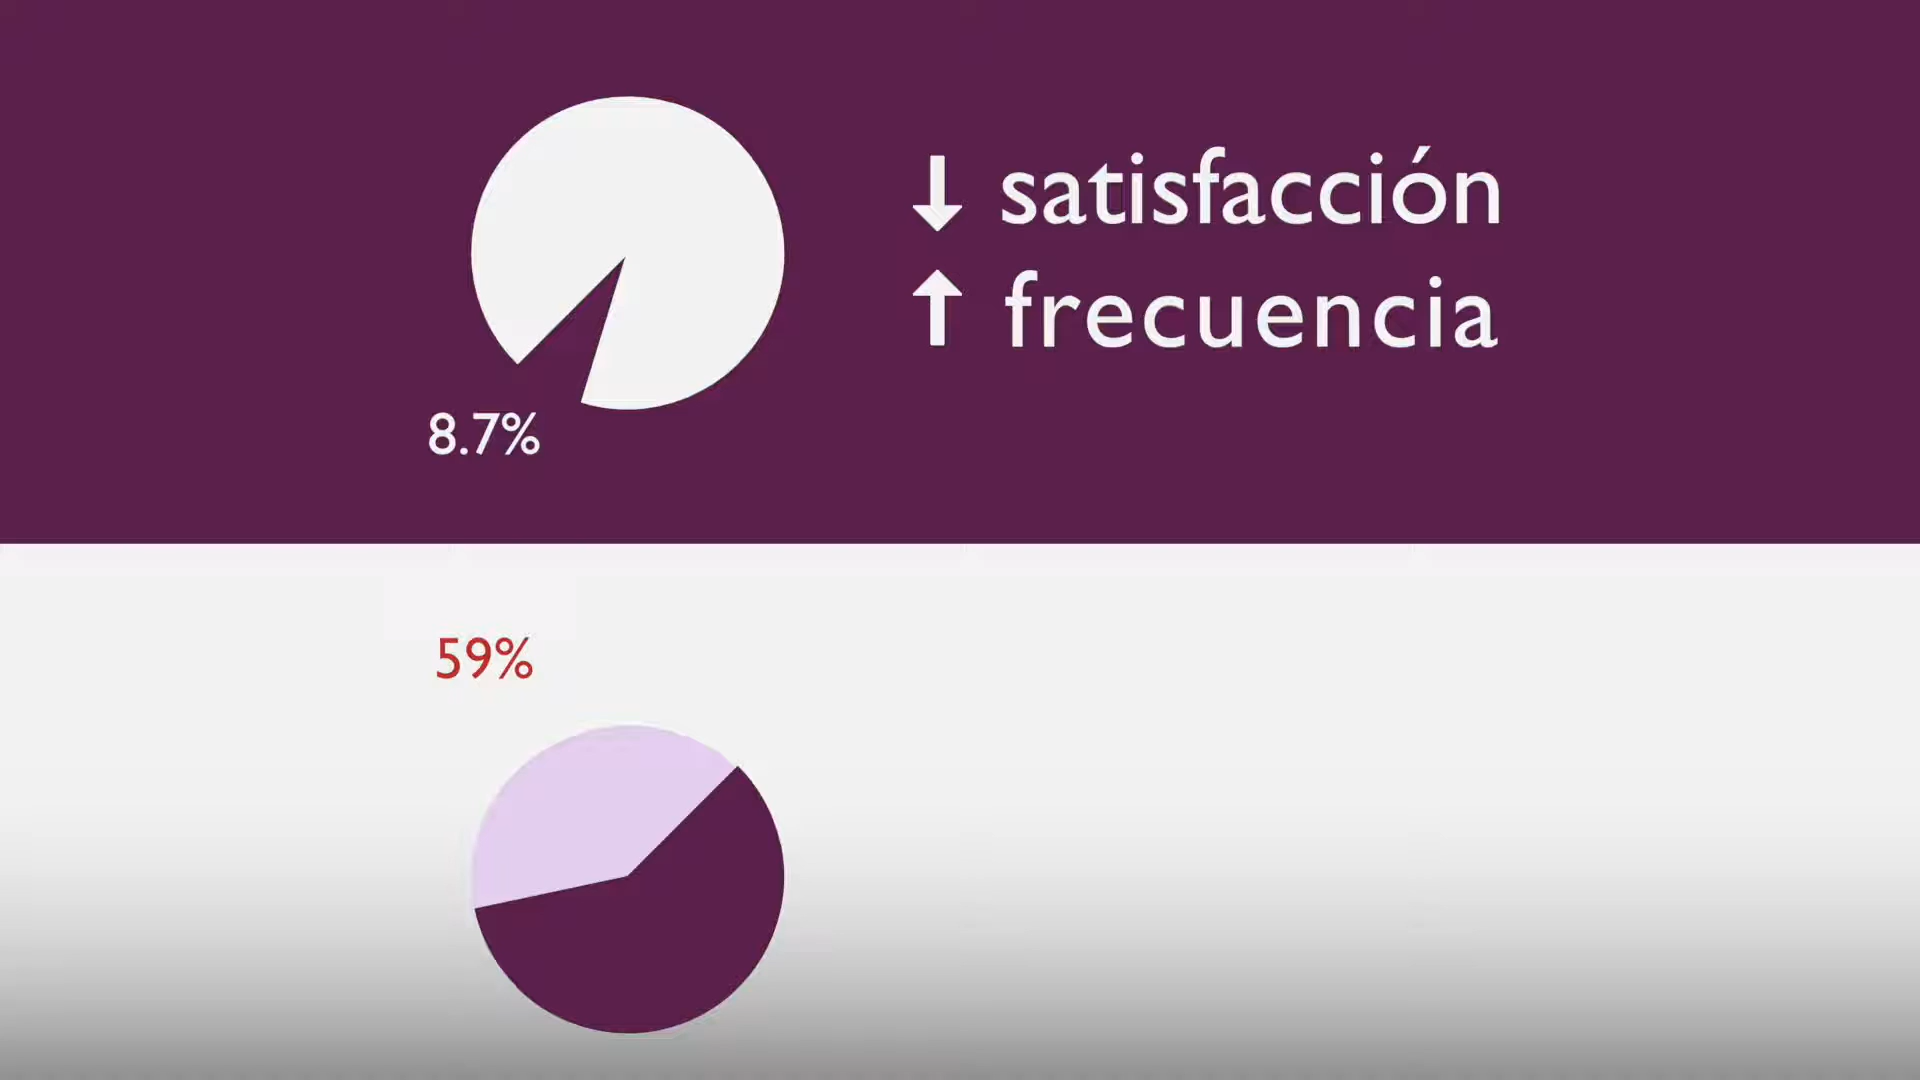 ↓ satisfacción
↑ frecuencia
8.7%
59%